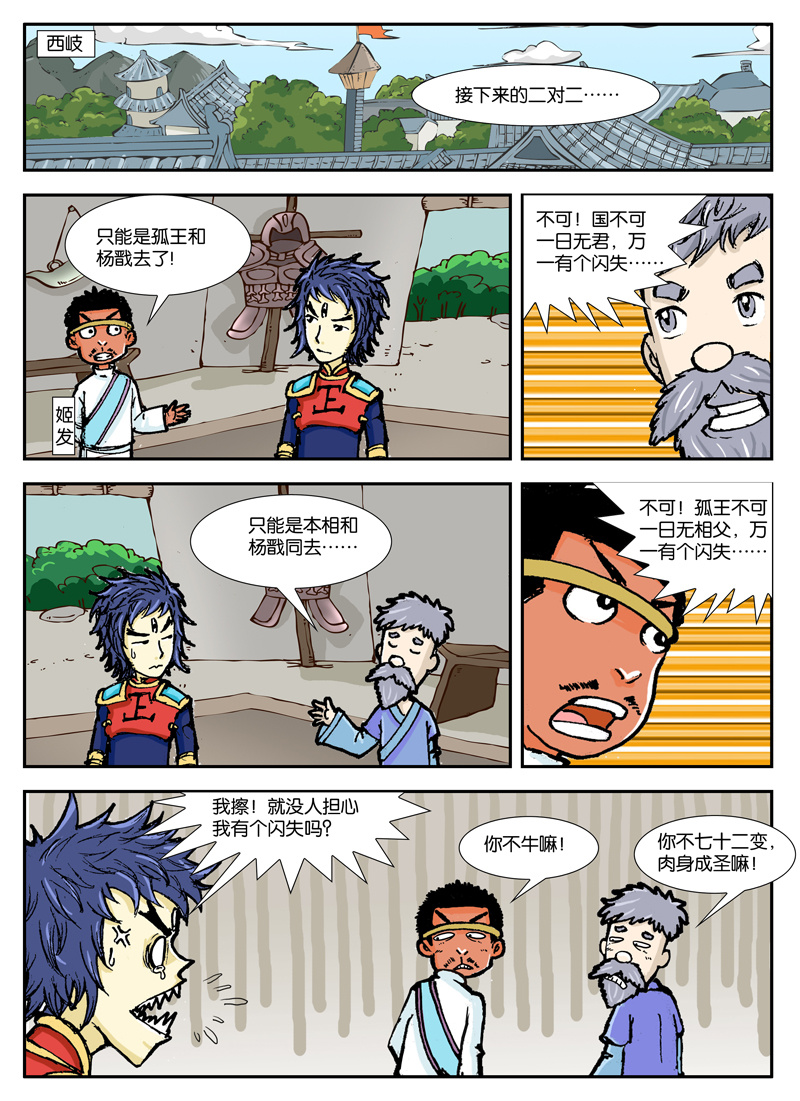 西岐
接下来的二对二……
只能是孤王和
杨戬去了!
姬
发
不可！国不可
一日无君，万
一有个闪失……
王
只能是本相和
杨戬同去……
王
不可！孤王不可
一日无相父，万
一有个闪失……
我擦！就没人担心
我有个闪失吗？
你不牛嘛！
你不七十二变，
肉身成圣嘛！